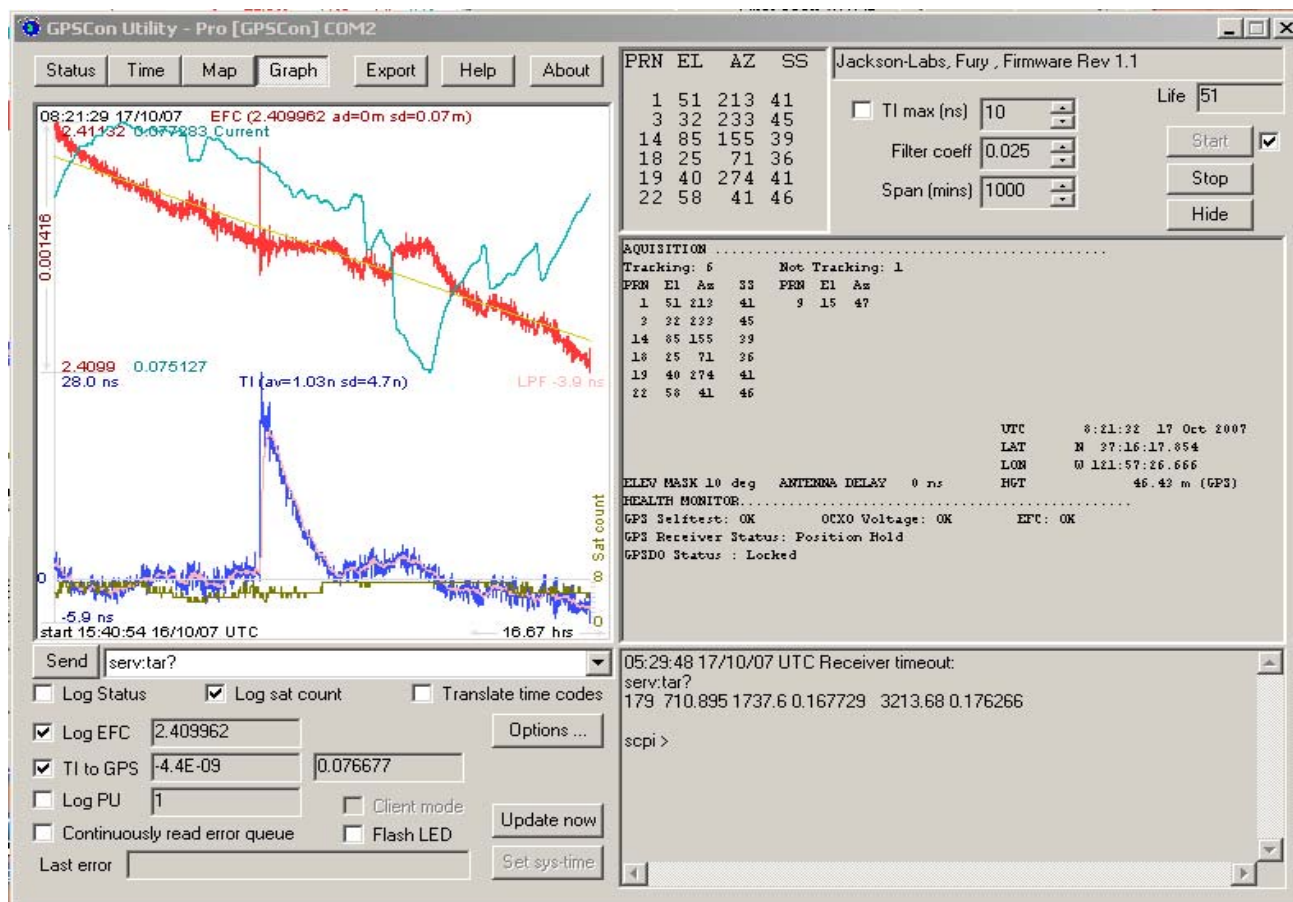 GPSCon Utility - Pro [GPSCon] COM2
Status Time Map Graph Export Help About
08:21:29 17/10/07 EFC (2.409962 ad=0m sd=0.07m)
2.41132 0.077283 Current
0.001416
2.4099 0.075127
28.0 ns TI (av=1.03n sd=4.7n) LPF -3.9 ns
0
-5.9 ns
8 Sat count
0
start 15:40:54 16/10/07 UTC 16.67 hrs
PRN EL AZ SS
1 51 213 41
3 32 233 45
14 85 155 39
18 25 71 36
19 40 274 41
22 58 41 46
Jackson-Labs, Fury , Firmware Rev 1.1
Life 51
TI max (ns) 10
Filter coeff 0.025
Span (mins) 1000
Start
Stop
Hide
AQUISITION ..................................................
Tracking: 6 Not Tracking: 1
PRN El Az SS PRN El Az
1 51 213 41 9 15 47
3 32 233 45
14 85 155 39
18 25 71 36
19 40 274 41
22 58 41 46
UTC 8:21:32 17 Oct 2007
LAT N 37:16:17.854
LON W 121:57:26.666
ELEV MASK 10 deg ANTENNA DELAY 0 ns HGT 46.43 m (GPS)
HEALTH MONITOR..................................................
GPS Selftest: OK OCXO Voltage: OK EFC: OK
GPS Receiver Status: Position Hold
GPSDO Status : Locked
Send serv:tar?
Log Status Log sat count Translate time codes
Log EFC 2.409962 Options ...
TI to GPS -4.4E-09 0.076677
Log PU 1 Client mode Update now
Continuously read error queue Flash LED
Last error Set sys-time
05:29:48 17/10/07 UTC Receiver timeout:
serv:tar?
179 710.895 1737.6 0.167729 3213.68 0.176266
scpi >